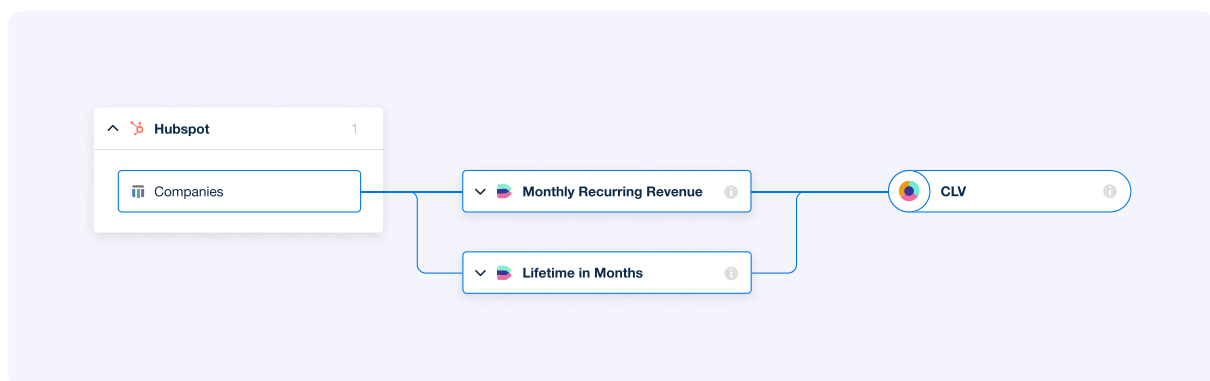 Hubspot 1
Companies
Monthly Recurring Revenue
CLV
Lifetime in Months